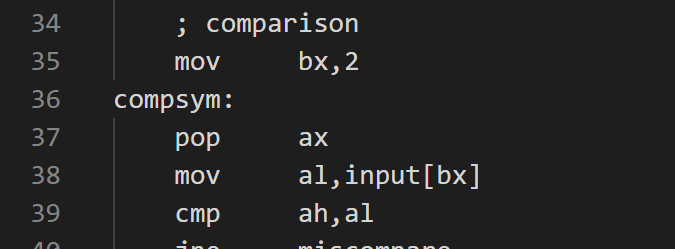 34 ; comparison
35 mov bx,2
36 compsym:
37 pop ax
38 mov al,input[bx]
39 cmp ah,al